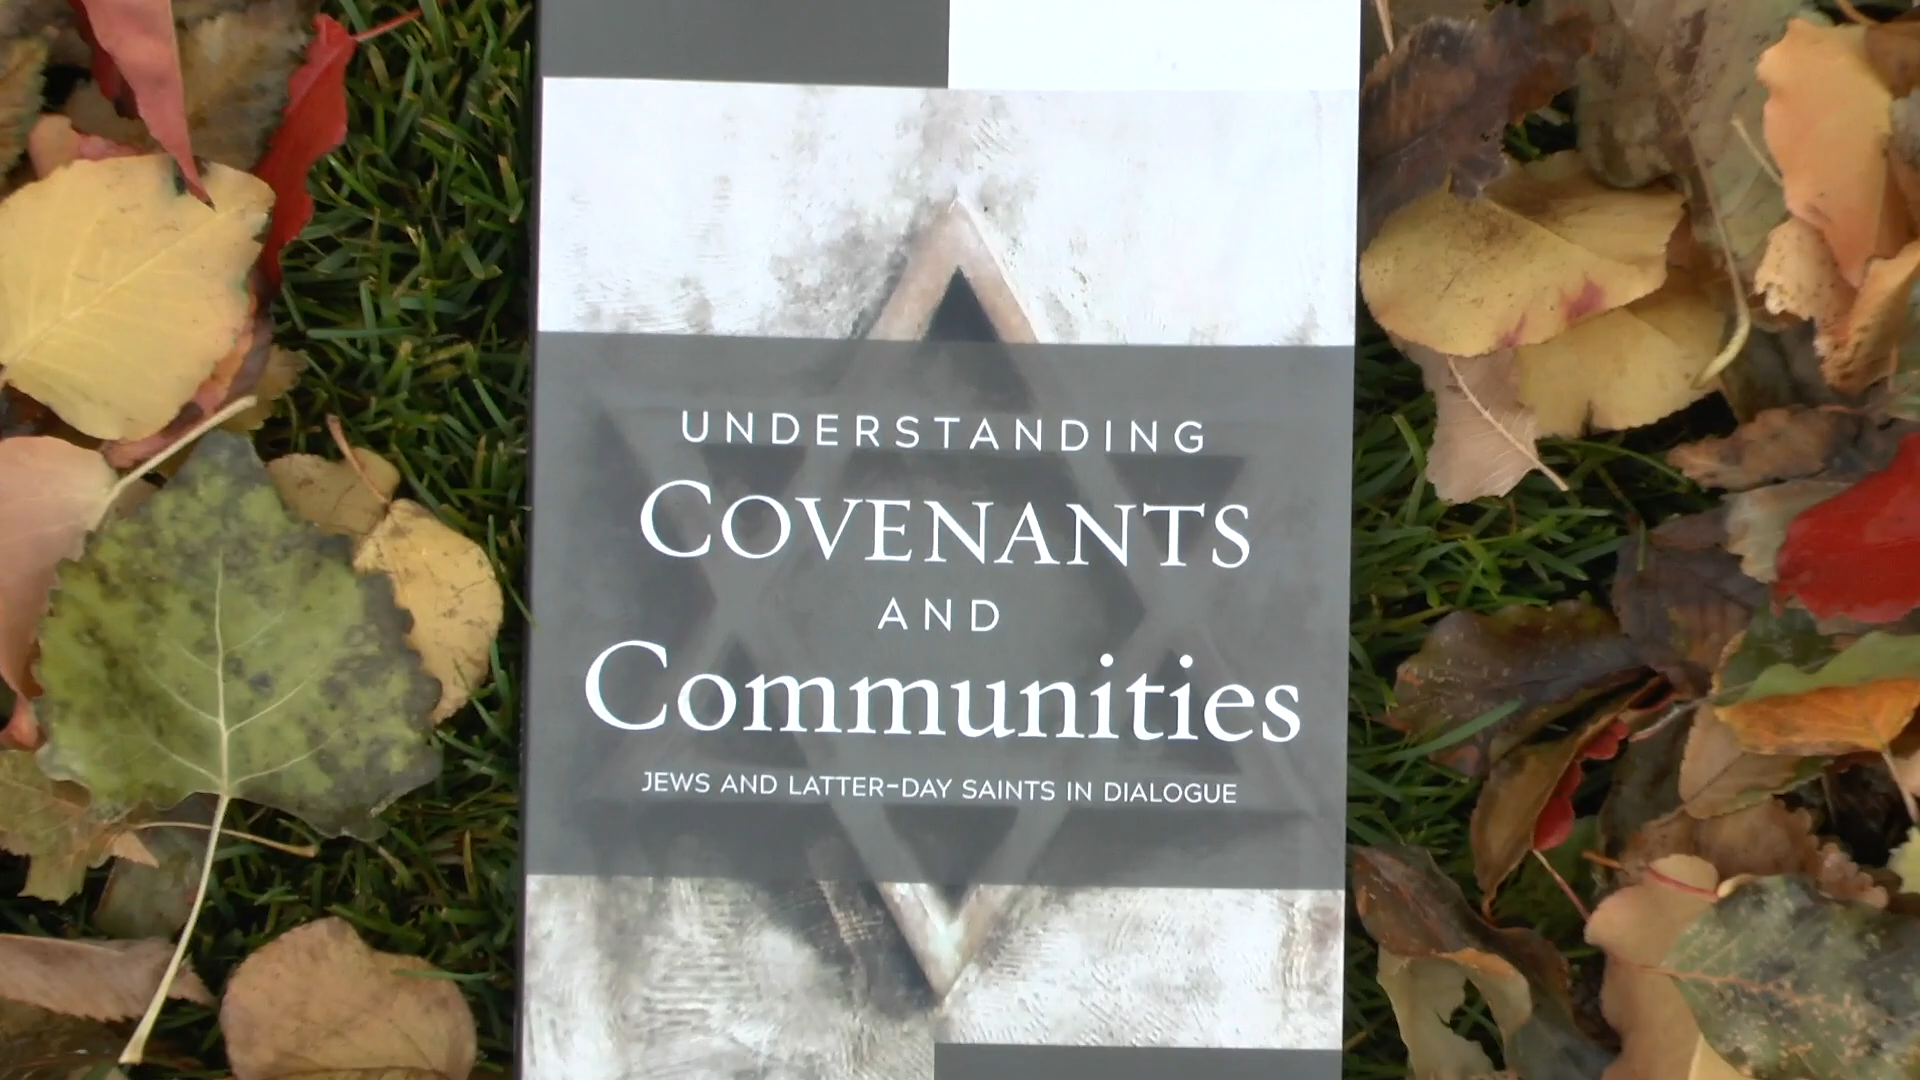 UNDERSTANDING
COVENANTS
AND
Communities
JEWS AND LATTER-DAY SAINTS IN DIALOGUE